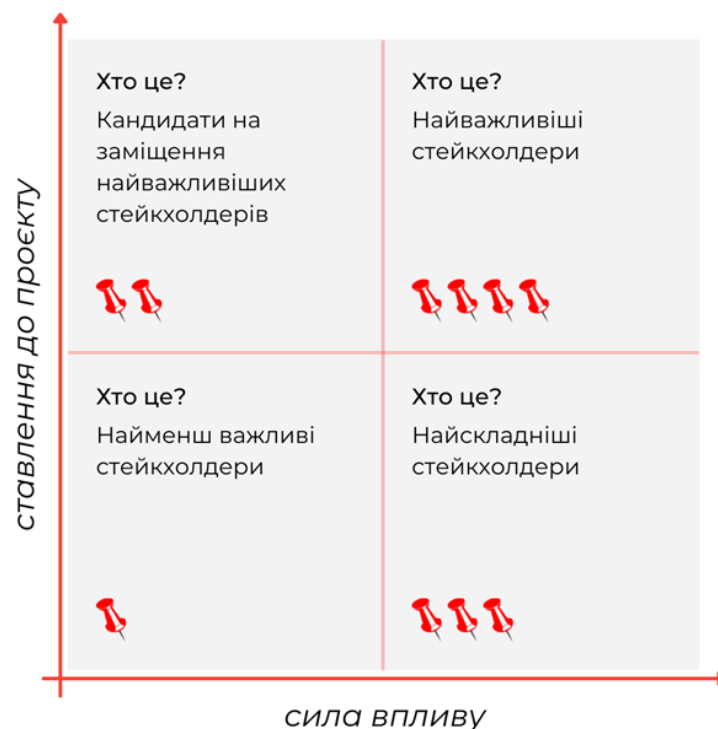 Хто це?
Кандидати на
заміщення
найважливіших
стейкхолдерів
Хто це?
Найважливіші
стейкхолдери
Хто це?
Найменш важливі
стейкхолдери
Хто це?
Найскладніші
стейкхолдери
ставлення до проєкту
сила впливу